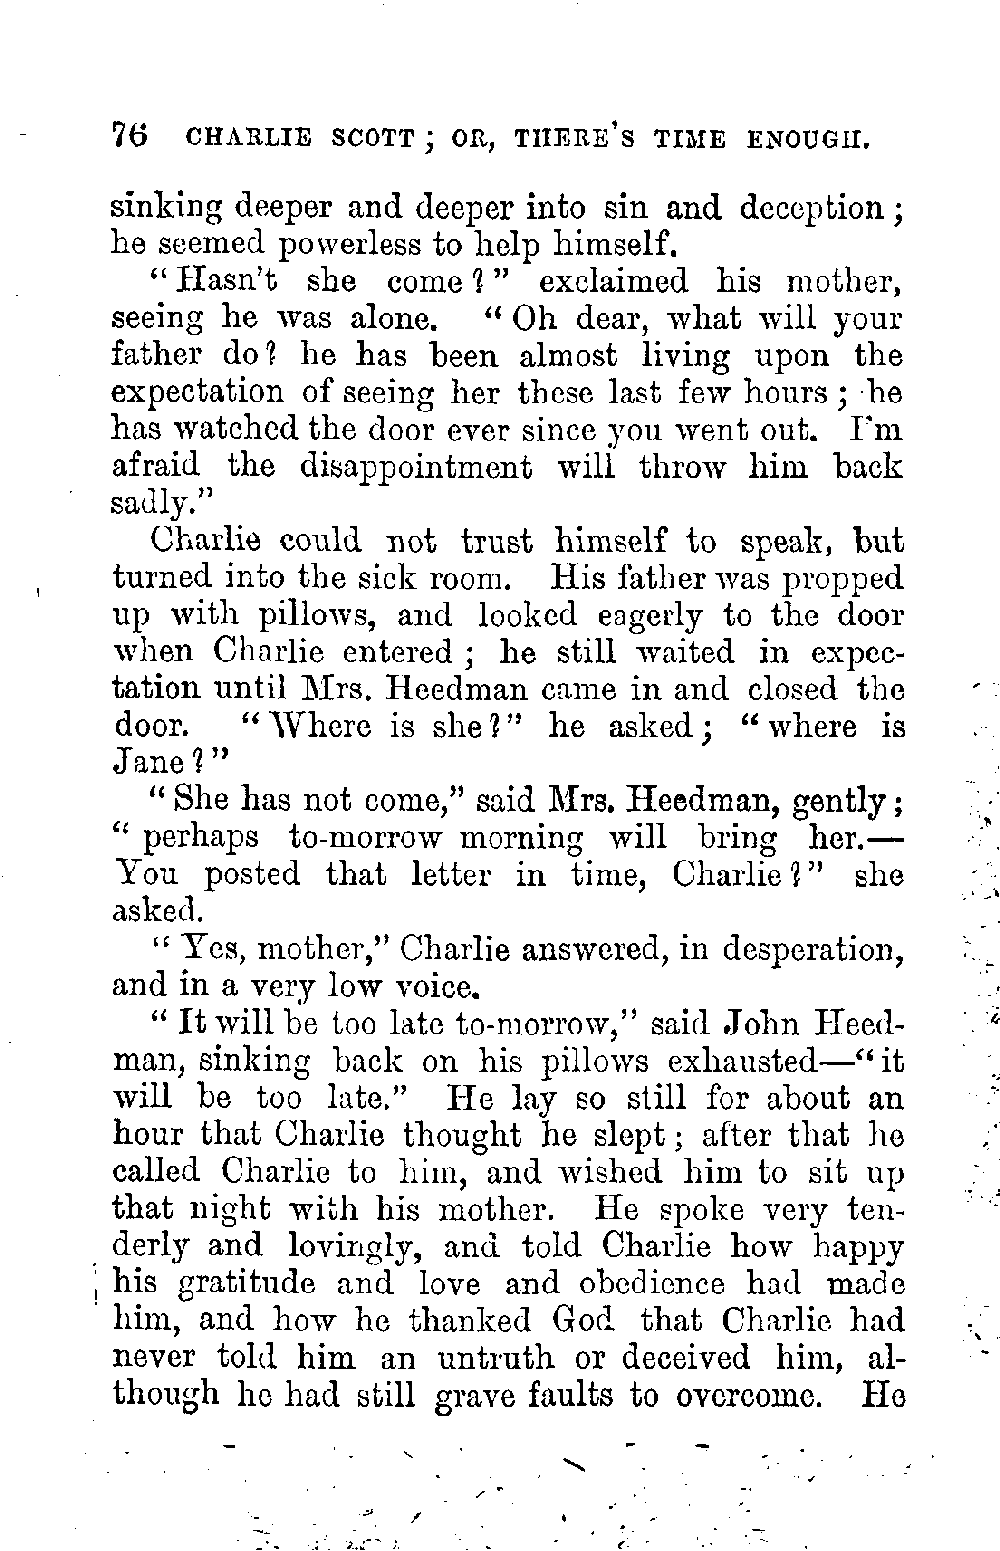 76 CHARLIE SCOTT; OR, THERE'S TIME ENOUGH.
sinking deeper and deeper into sin and deception;
he seemed powerless to help himself.
"Hasn't she come?" exclaimed his mother,
seeing he was alone. "Oh dear, what will your
father do? he has been almost living upon the
expectation of seeing her these last few hours; he
has watched the door ever since you went out. I'm
afraid the disappointment will throw him back
sadly."
Charlie could not trust himself to speak, but
turned into the sick room. His father was propped
up with pillows, and looked eagerly to the door
when Charlie entered; he still waited in expec-
tation until Mrs. Heedman came in and closed the
door. "Where is she?" he asked; "where is
Jane?"
"She has not come," said Mrs. Heedman, gently;
"perhaps to-morrow morning will bring her.—
You posted that letter in time, Charlie?" she
asked.
"Yes, mother," Charlie answered, in desperation,
and in a very low voice.
"It will be too late to-morrow," said John Heed-
man, sinking back on his pillows exhausted—"it
will be too late." He lay so still for about an
hour that Charlie thought he slept; after that he
called Charlie to him, and wished him to sit up
that night with his mother. He spoke very ten-
derly and lovingly, and told Charlie how happy
his gratitude and love and obedience had made
him, and how he thanked God that Charlie had
never told him an untruth or deceived him, al-
though he had still grave faults to overcome. He